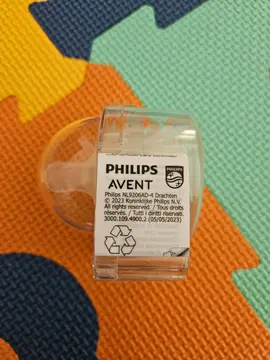 PHILIPS
AVENT
PHILIPS
Philips NL9206AD-4 Drachten
© 2023 Koninklijke Philips N.V.
All rights reserved. / Tous droits
réservés. / Tutti i diritti riservati.
3000.109.4900.2 (05/05/2023)